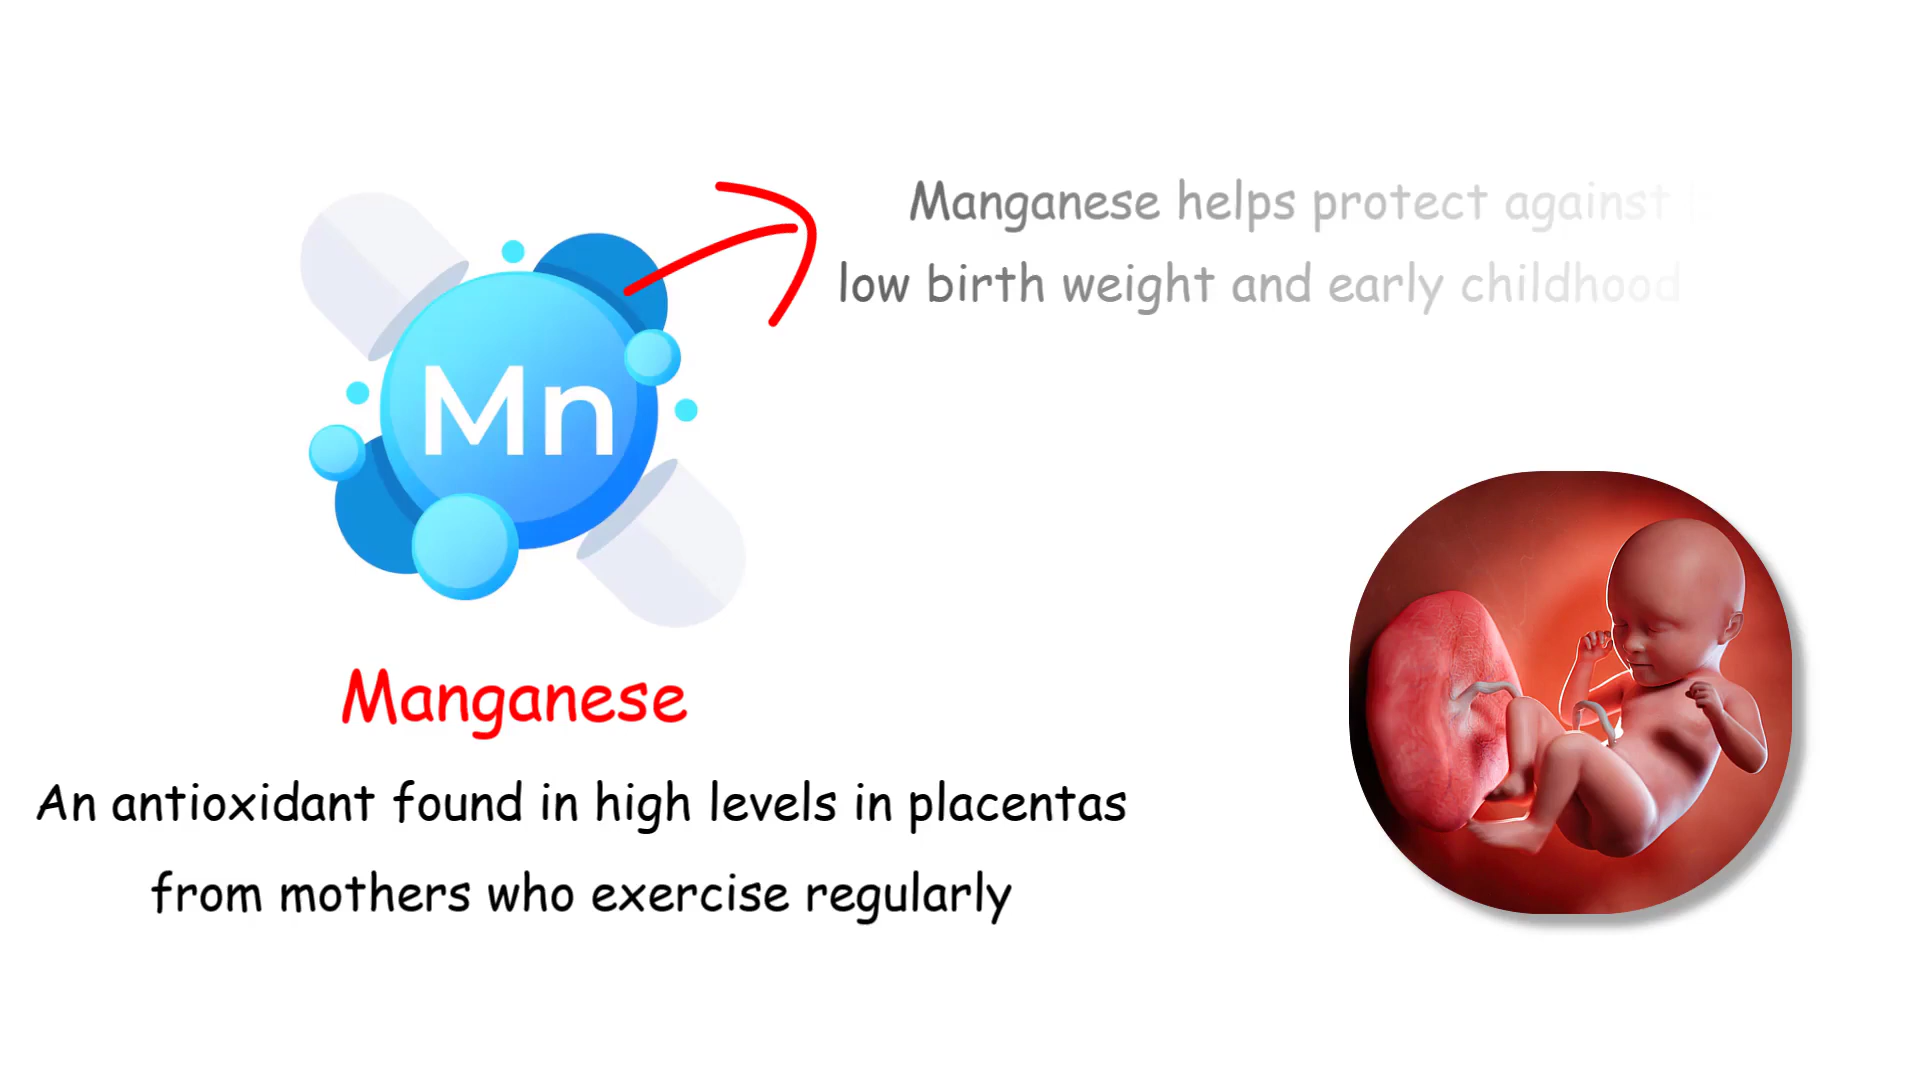 Manganese helps protect against
low birth weight and early childhood
Mn
Manganese
An antioxidant found in high levels in placentas
from mothers who exercise regularly